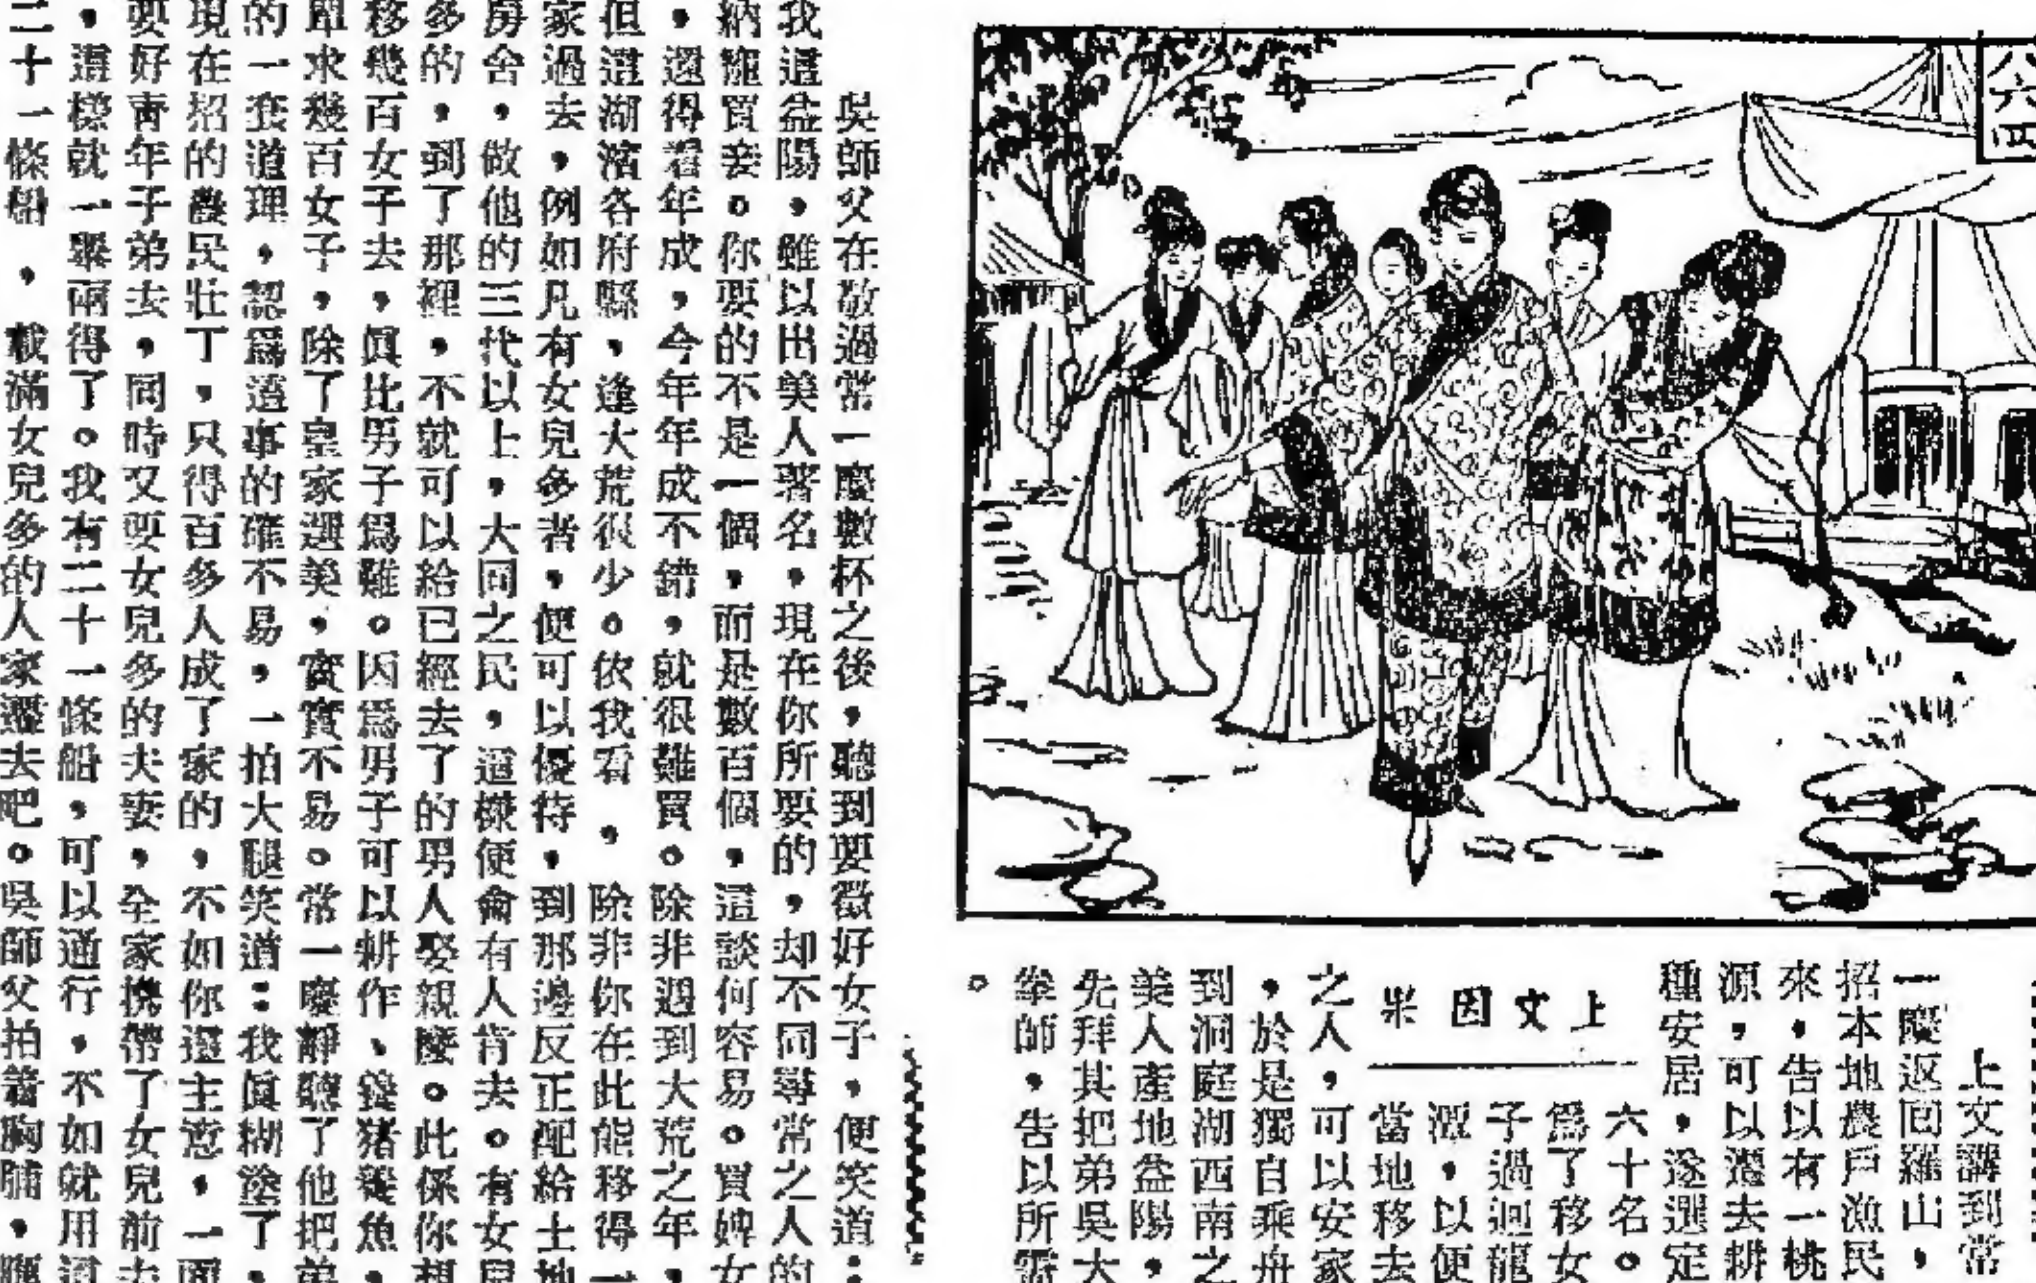 八六四
上文講到常
一慶返回羅山，
招本地農戶漁民
來，告以有一桃
源，可以遷去耕
種安居，遂選定
上文因果
六十名。
爲了移女
子過迴龍
潭，以便
當地移去
之人，可以安家
，於是獨自乘舟
到洞庭湖西南之
美人產地益陽，
先拜其把弟吳大
拳師，告以所需
。
吳師父在敬過常一慶數杯之後，聽到要徵好女子，便笑道：
我這益陽，雖以出美人著名，現在你所要的，却不同尋常之人的
納寵買妾。你要的不是一個，而是數百個，這談何容易。買婢女
，還得看年成，今年年成不錯，就很難買。除非遇到大荒之年，
但這湖濱各府縣，逢大荒很少。依我看，除非你在此能移得一
家過去，例如凡有女兒多者，便可以優待，到那邊反正配給土地
房舍，做他的三代以上，大同之民，這樣便會有人肯去。有女兒
多的，到了那裡，不就可以給已經去了的男人娶親麼。此係你想
移幾百女子去，眞比男子爲難。因爲男子可以耕作、養猪養魚，
單求幾百女子，除了皇家選美，實實不易。常一慶靜聽了他把弟
的一套道理，認爲這事的確不易，一拍大腿笑道：我眞糊塗了，
現在招的農民壯丁，只得百多人成了家的，不如你這主意，一面
要好青年子弟去，同時又要女兒多的夫妻，全家携帶了女兒前去
，這樣就一舉兩得了。我有二十一條船，可以通行，不如就用這
二十一條船，載滿女兒多的人家遷去吧。吳師父拍着胸脯，應